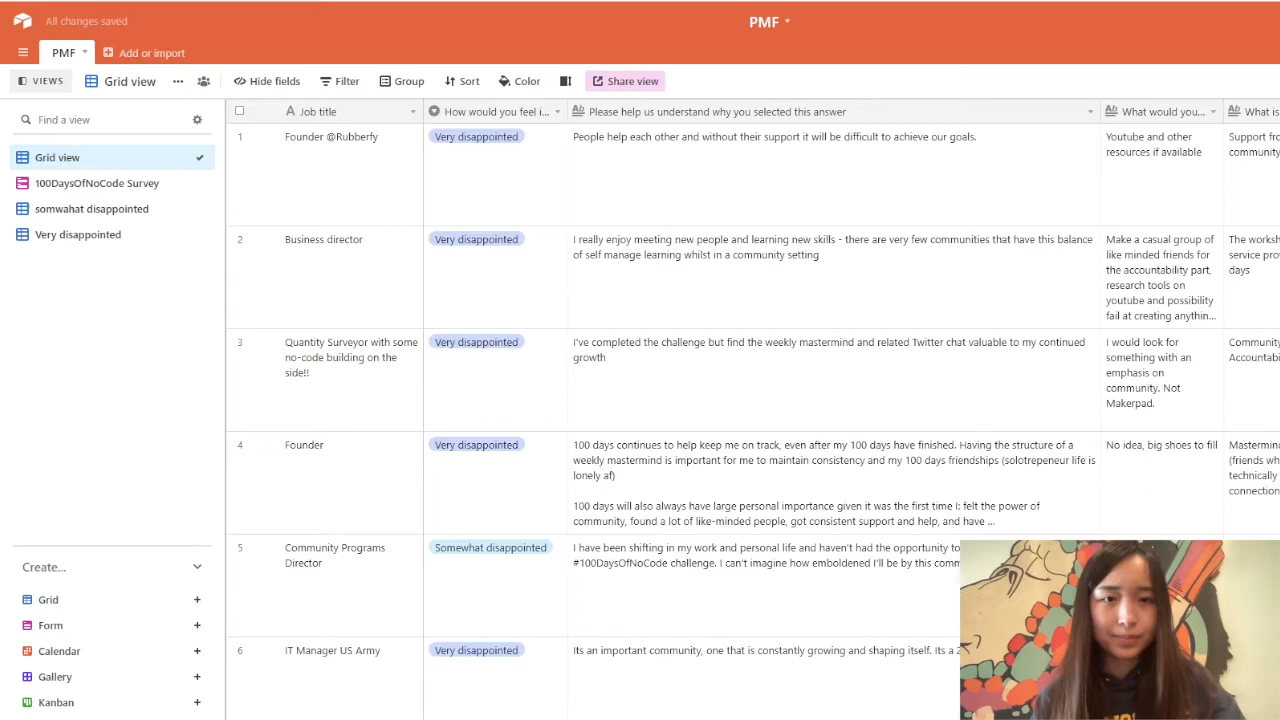 All changes saved
PMF
PMF
Add or import
VIEWS
Grid view
Hide fields
Filter
Group
Sort
Color
Share view
Find a view
Grid view
100DaysOfNoCode Survey
somwahat disappointed
Very disappointed
Create...
Grid
Form
Calendar
Gallery
Kanban
Job title
How would you feel i...
Please help us understand why you selected this answer
What would you...
What is
1
Founder @Rubberfy
Very disappointed
People help each other and without their support it will be difficult to achieve our goals.
Youtube and other
resources if available
Support fro
community
2
Business director
Very disappointed
I really enjoy meeting new people and learning new skills - there are very few communities that have this balance
of self manage learning whilst in a community setting
Make a casual group of
like minded friends for
the accountability part,
research tools on
youtube and possibility
fail at creating anythin...
The worksh
service prov
days
3
Quantity Surveyor with some
no-code building on the
side!!
Very disappointed
I've completed the challenge but find the weekly mastermind and related Twitter chat valuable to my continued
growth
I would look for
something with an
emphasis on
community. Not
Makerpad.
Community
Accountabi
4
Founder
Very disappointed
100 days continues to help keep me on track, even after my 100 days have finished. Having the structure of a
weekly mastermind is important for me to maintain consistency and my 100 days friendships (solotrepeneur life is
lonely af)
100 days will also always have large personal importance given it was the first time I: felt the power of
community, found a lot of like-minded people, got consistent support and help, and have ...
No idea, big shoes to fill
Mastermind
(friends wh
technically
connection
5
Community Programs
Director
Somewhat disappointed
I have been shifting in my work and personal life and haven't had the opportunity to
#100DaysOfNoCode challenge. I can't imagine how emboldened I'll be by this comm
6
IT Manager US Army
Very disappointed
Its an important community, one that is constantly growing and shaping itself. Its a 2